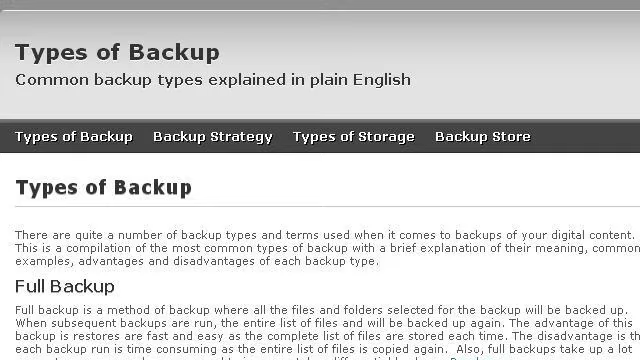 Types of Backup
Common backup types explained in plain English
Types of Backup Backup Strategy Types of Storage Backup Store
Types of Backup
There are quite a number of backup types and terms used when it comes to backups of your digital content.
This is a compilation of the most common types of backup with a brief explanation of their meaning, common
examples, advantages and disadvantages of each backup type.
Full Backup
Full backup is a method of backup where all the files and folders selected for the backup will be backed up.
When subsequent backups are run, the entire list of files and will be backed up again. The advantage of this
backup is restores are fast and easy as the complete list of files are stored each time. The disadvantage is th
each backup run is time consuming as the entire list of files is copied again. Also, full backups take up a lot